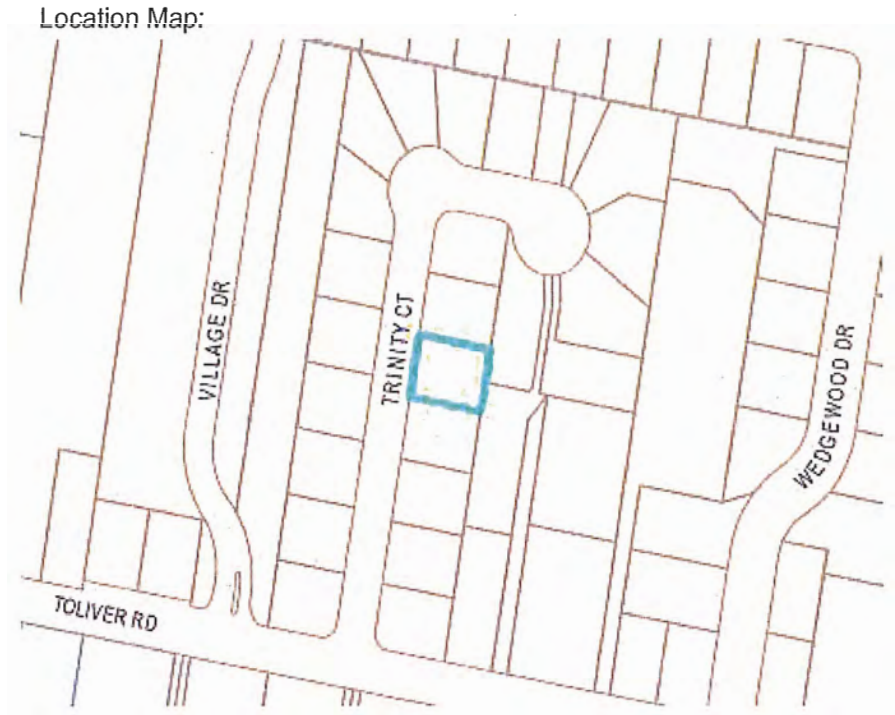 Location Map:
VILLAGE DR
TRINITY CT
WEDGEWOOD DR
TOLIVER RD